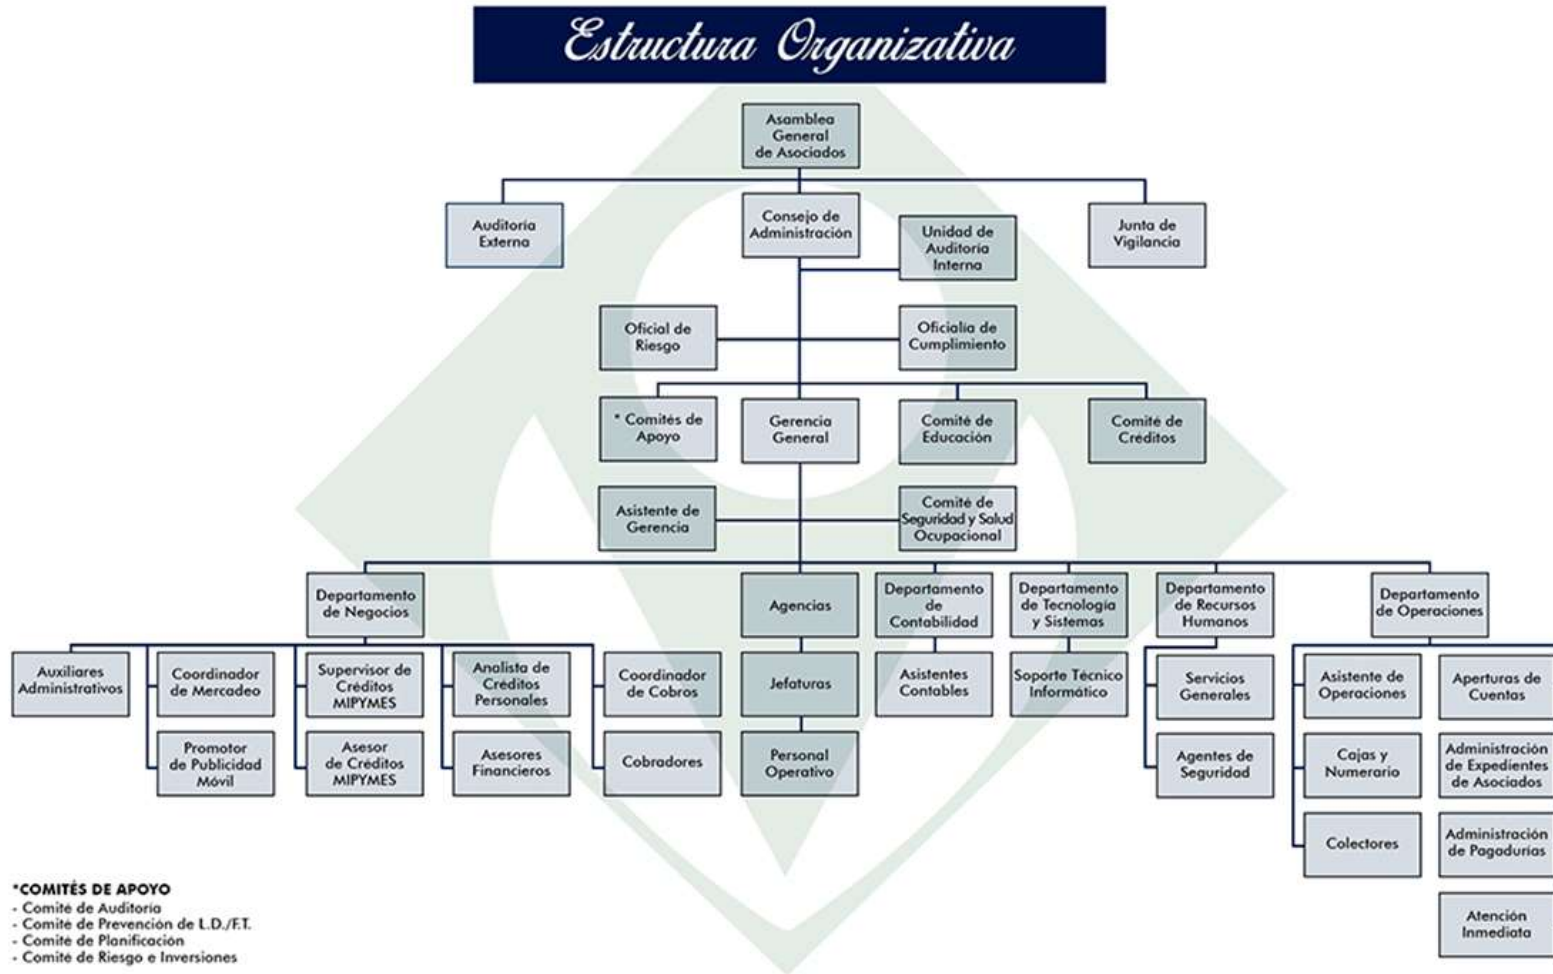 Estructura Organizativa
Asamblea
General
de Asociados
Auditoría
Externa
Consejo de
Administración
Unidad de
Auditoría
Interna
Junta de
Vigilancia
Oficial de
Riesgo
Oficialía de
Cumplimiento
* Comités de
Apoyo
Gerencia
General
Comité de
Educación
Comité de
Créditos
Asistente de
Gerencia
Comité de
Seguridad y Salud
Ocupacional
Departamento
de Negocios
Agencias
Departamento
de
Contabilidad
Departamento
de Tecnología
y Sistemas
Departamento
de Recursos
Humanos
Departamento
de Operaciones
Auxiliares
Administrativos
Coordinador
de Mercadeo
Supervisor de
Créditos
MIPYMES
Analista de
Créditos
Personales
Coordinador
de Cobros
Jefaturas
Asistentes
Contables
Soporte Técnico
Informático
Servicios
Generales
Asistente de
Operaciones
Aperturas de
Cuentas
Promotor
de Publicidad
Móvil
Asesor
de Créditos
MIPYMES
Asesores
Financieros
Cobradores
Personal
Operativo
Agentes de
Seguridad
Cajas y
Numerario
Administración
de Expedientes
de Asociados
Colectores
Administración
de Pagadurías
Atención
Inmediata
*COMITÉS DE APOYO
- Comité de Auditoría
- Comité de Prevención de L.D./F.T.
- Comité de Planificación
- Comité de Riesgo e Inversiones